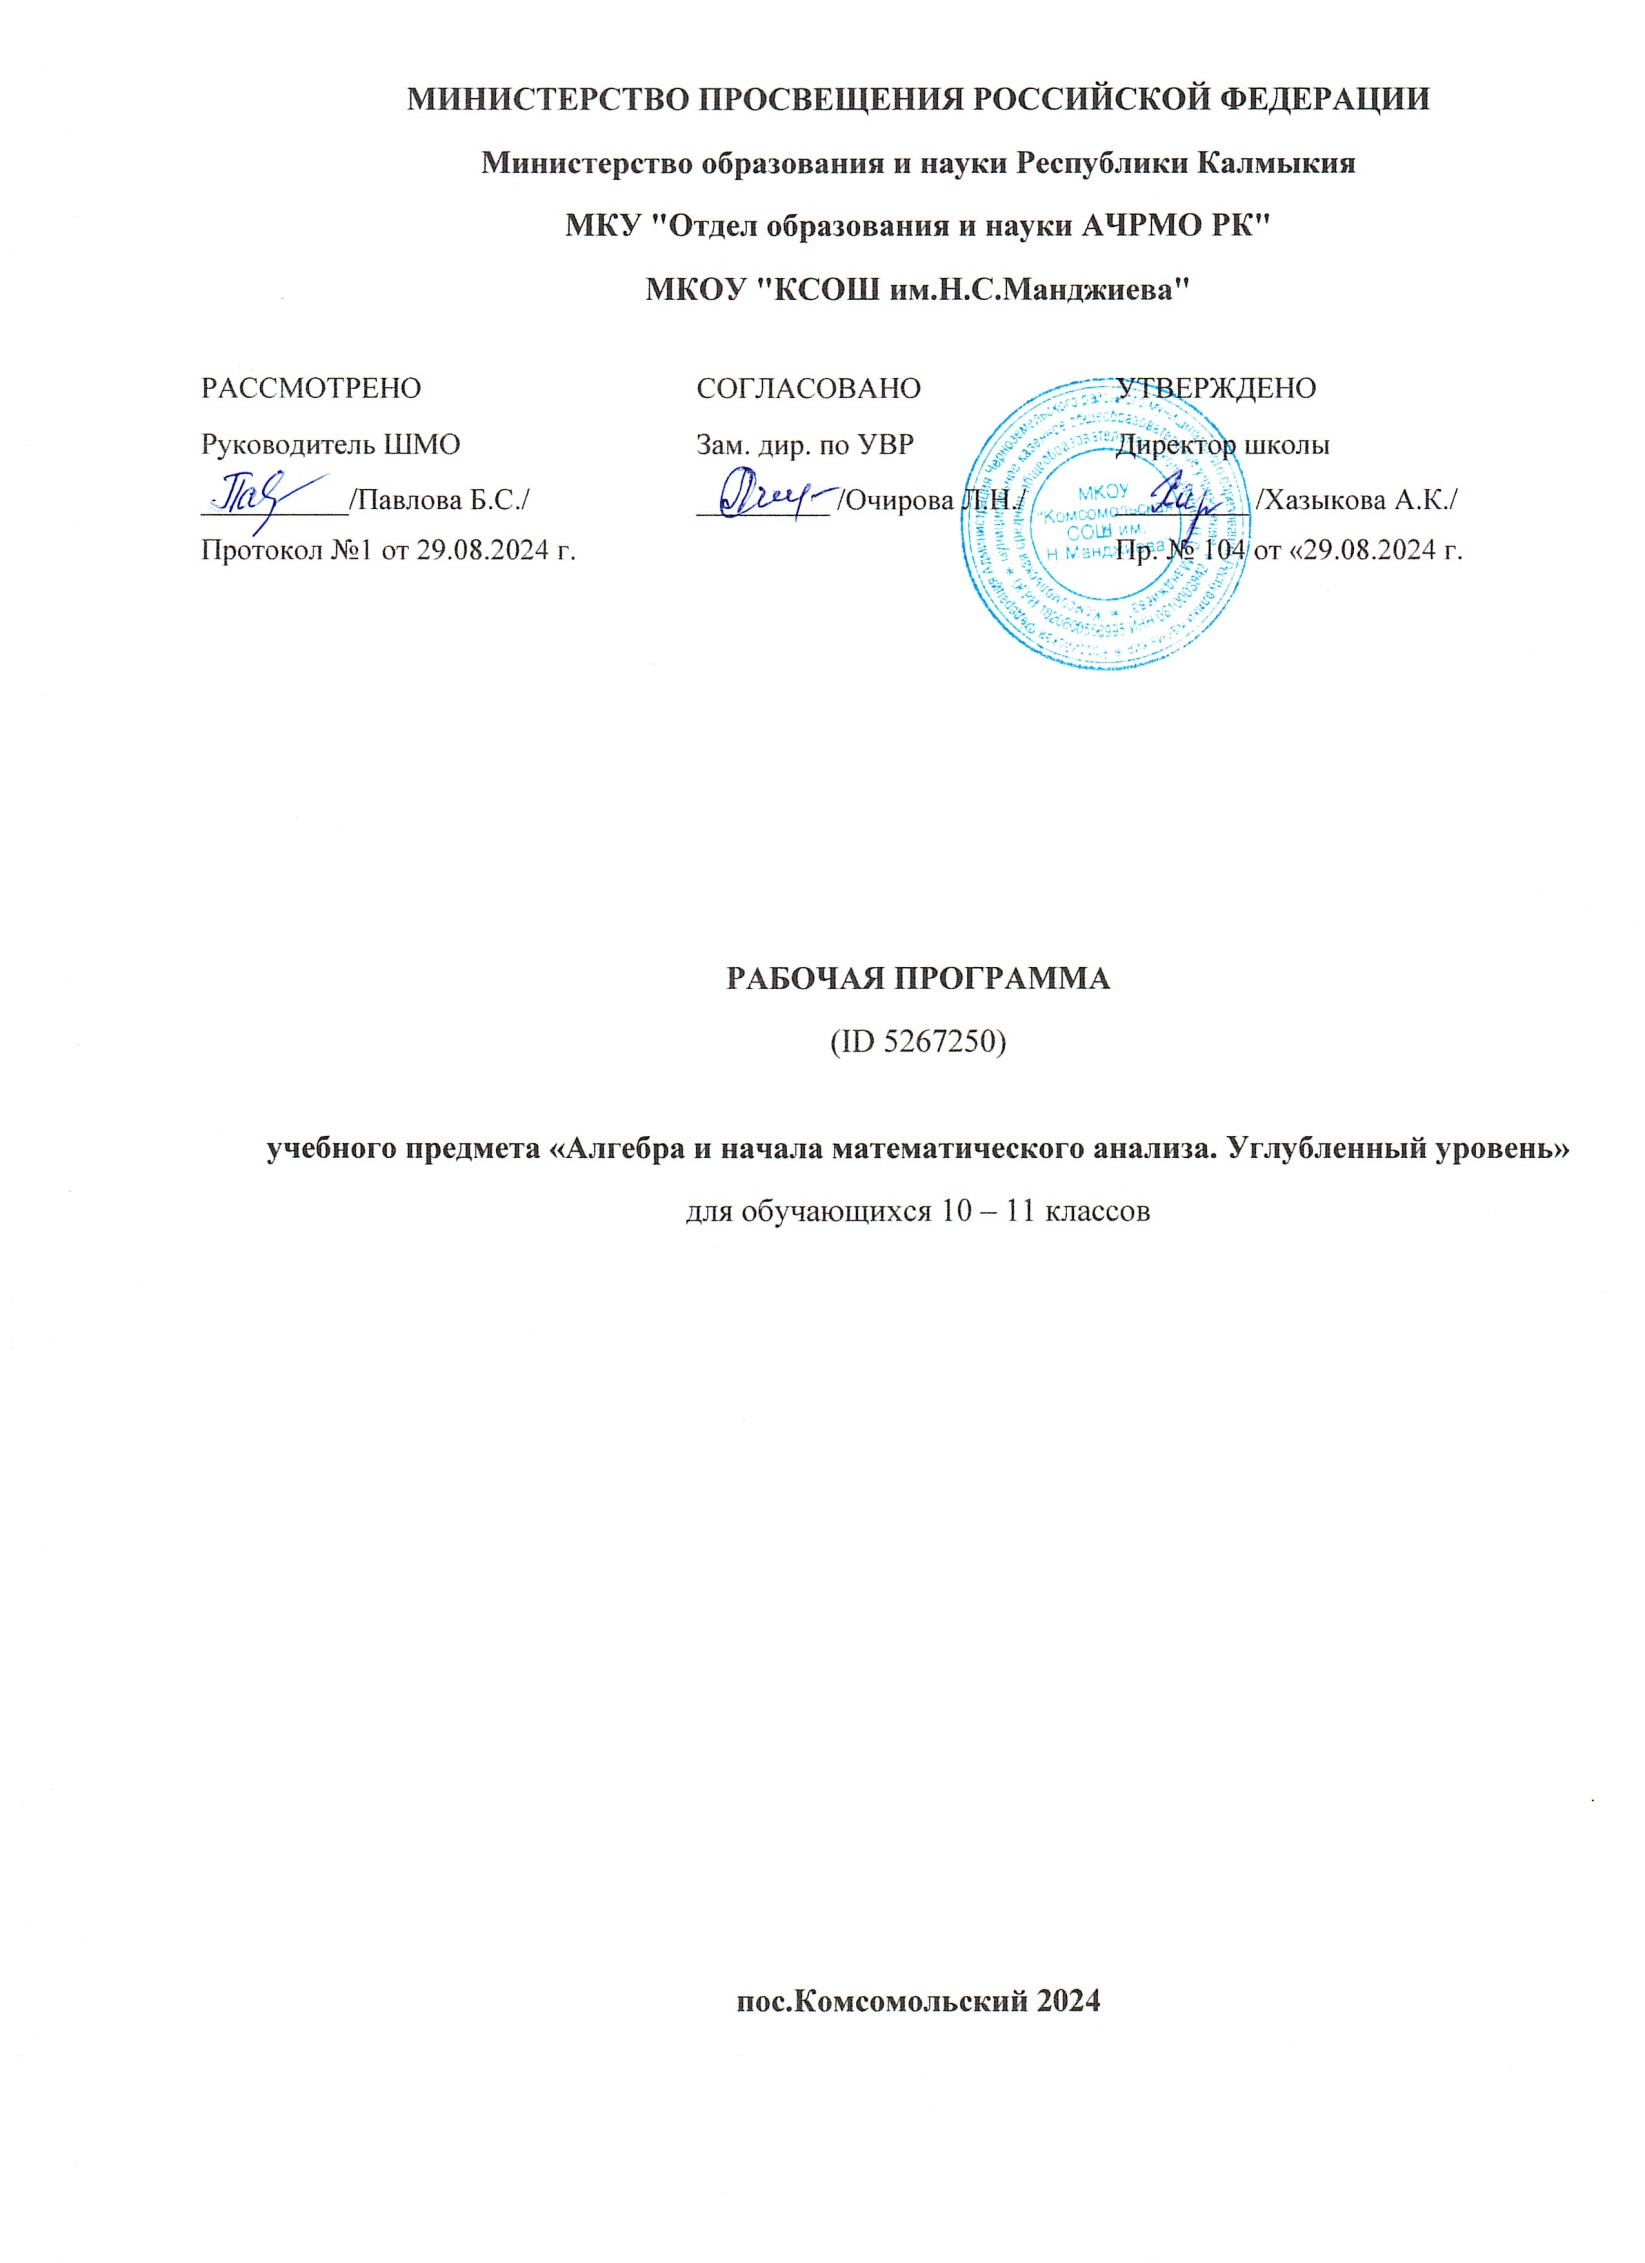 МИНИСТЕРСТВО ПРОСВЕЩЕНИЯ РОССИЙСКОЙ ФЕДЕРАЦИИ
Министерство образования и науки Республики Калмыкия
МКУ "Отдел образования и науки АЧРМО РК"
МКОУ "КСОШ им.Н.С.Манджиева"
РАССМОТРЕНО
Руководитель ШМО
/Павлова Б.С./
Протокол №1 от 29.08.2024 г.
СОГЛАСОВАНО
Зам. дир. по УВР
/Очирова Л.Н./
УТВЕРЖДЕНО
Директор школы
/Хазыкова А.К./
Пр. № 104 от «29.08.2024 г.
МКОУ
"Комсомольская
СОШ им.
Н.Манджиева"
РАБОЧАЯ ПРОГРАММА
(ID 5267250)
учебного предмета «Алгебра и начала математического анализа. Углубленный уровень»
для обучающихся 10 – 11 классов
пос.Комсомольский 2024